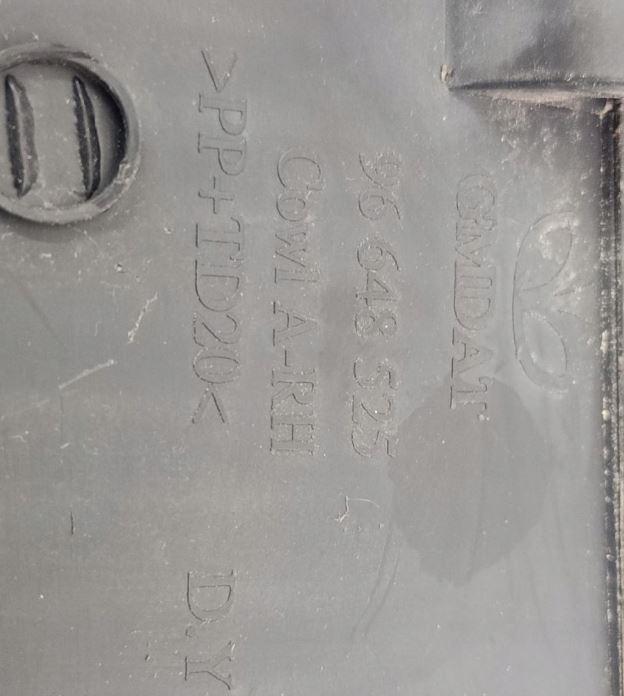 GMDAT
96 648 525
Cowl A-RH
>PP+TD20<
D.Y